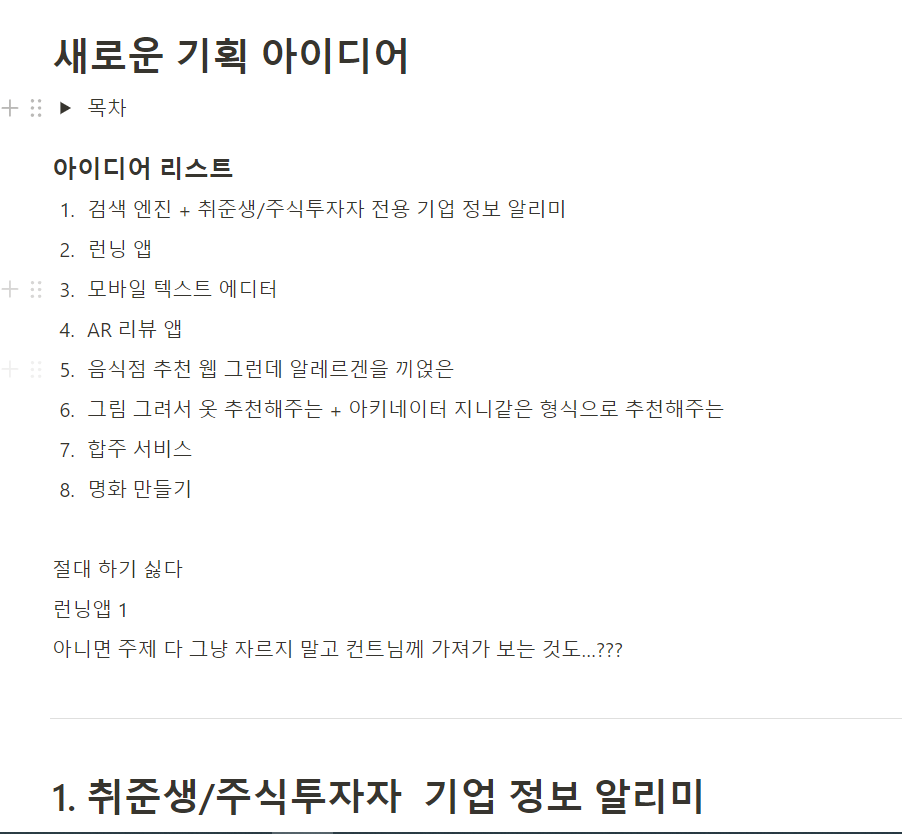 새로운 기획 아이디어
목차
아이디어 리스트
1. 검색 엔진 + 취준생/주식투자자 전용 기업 정보 알리미
2. 런닝 앱
3. 모바일 텍스트 에디터
4. AR 리뷰 앱
5. 음식점 추천 웹 그런데 알레르겐을 끼얹은
6. 그림 그려서 옷 추천해주는 + 아키네이터 지니같은 형식으로 추천해주는
7. 합주 서비스
8. 명화 만들기
절대 하기 싫다
런닝앱 1
아니면 주제 다 그냥 자르지 말고 컨트님께 가져가 보는 것도...???
1. 취준생/주식투자자 기업 정보 알리미